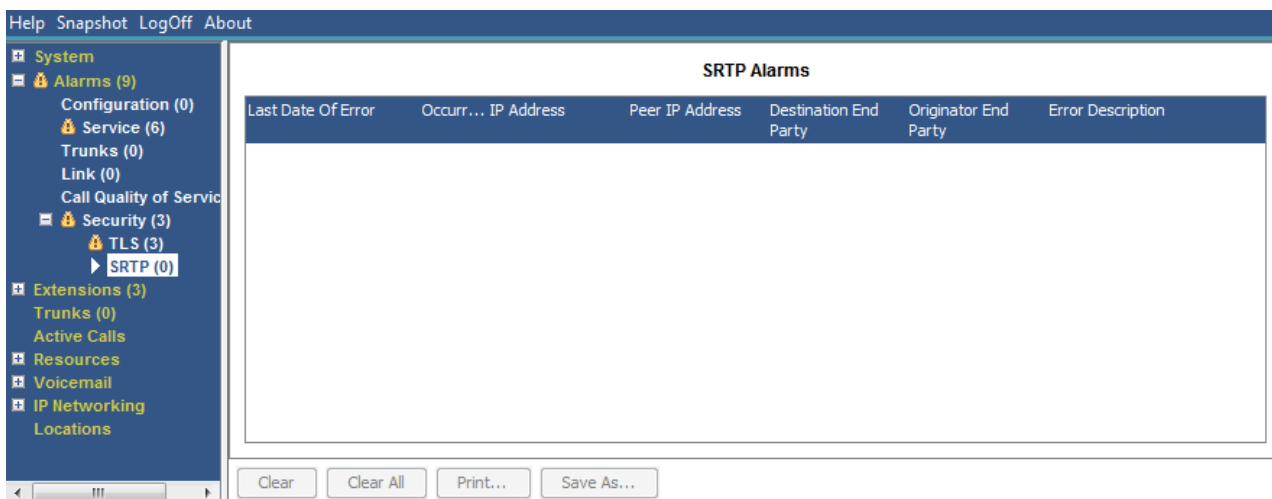 Help Snapshot LogOff About
System
Alarms (9)
Configuration (0)
Service (6)
Trunks (0)
Link (0)
Call Quality of Servic
Security (3)
TLS (3)
SRTP (0)
Extensions (3)
Trunks (0)
Active Calls
Resources
Voicemail
IP Networking
Locations
SRTP Alarms
Last Date Of Error Occurr... IP Address Peer IP Address Destination End Party Originator End Party Error Description
Clear Clear All Print... Save As...